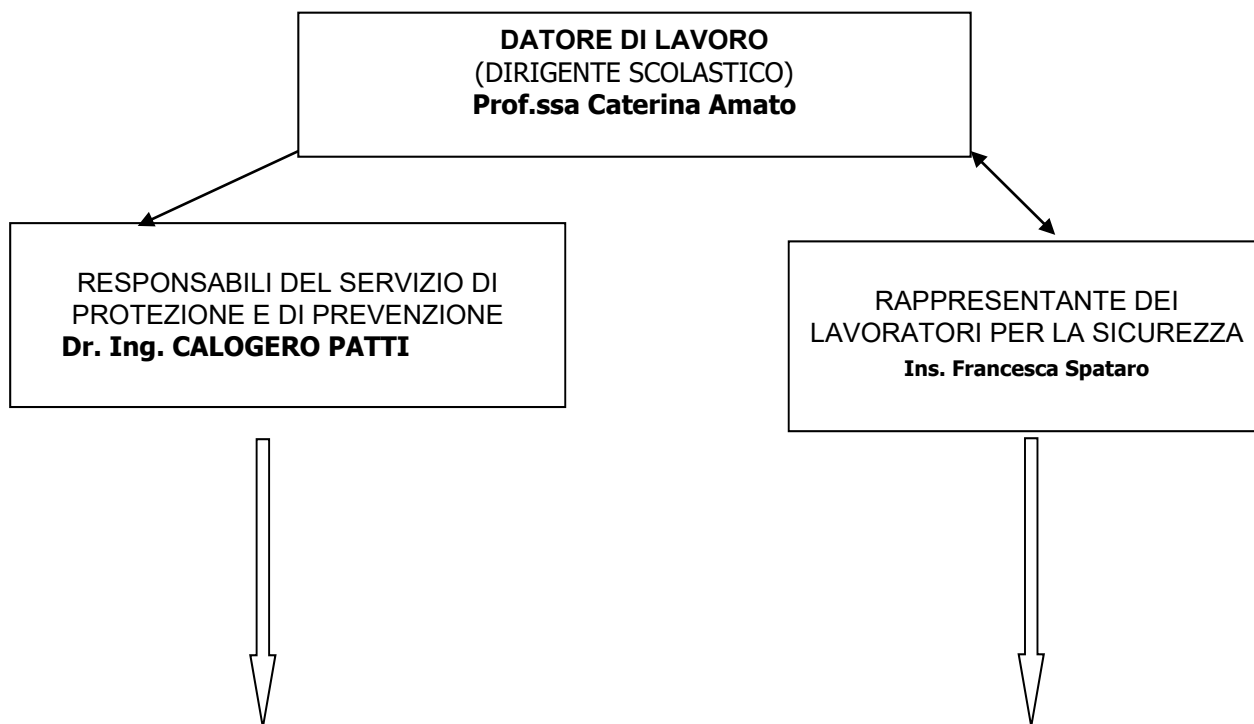 DATORE DI LAVORO
(DIRIGENTE SCOLASTICO)
Prof.ssa Caterina Amato
RESPONSABILI DEL SERVIZIO DI
PROTEZIONE E DI PREVENZIONE
Dr. Ing. CALOGERO PATTI
RAPPRESENTANTE DEI
LAVORATORI PER LA SICUREZZA
Ins. Francesca Spataro